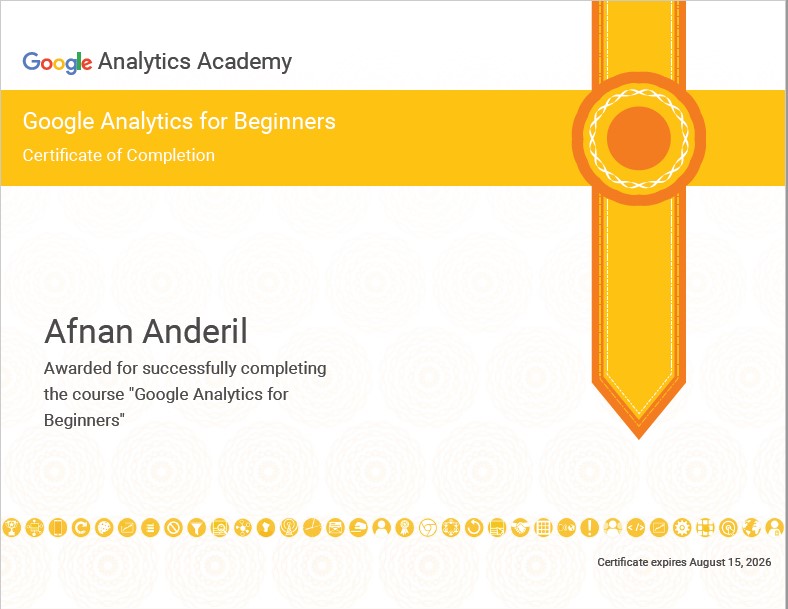 Google Analytics Academy
Google Analytics for Beginners
Certificate of Completion
Afnan Anderil
Awarded for successfully completing
the course "Google Analytics for
Beginners"
Certificate expires August 15, 2026